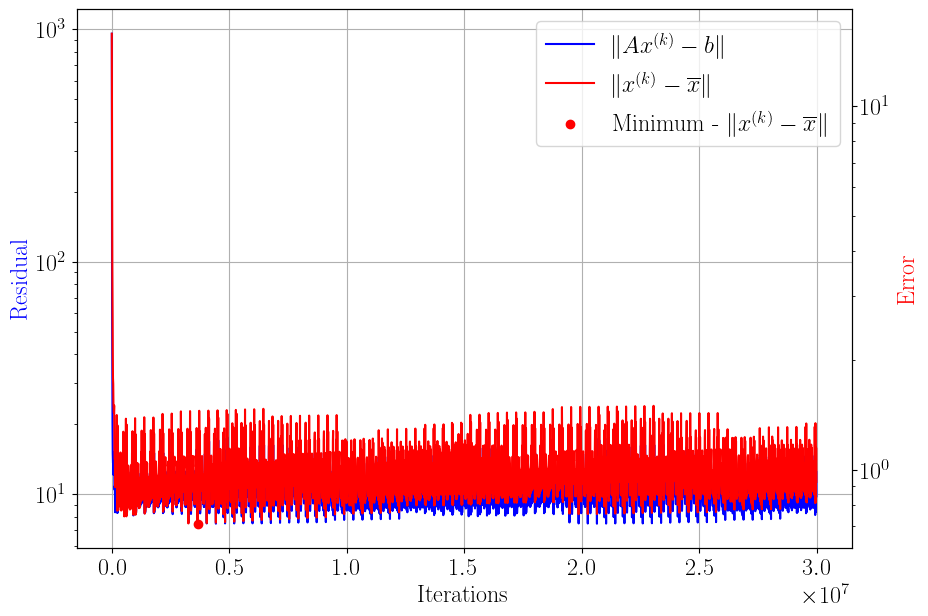 ‖Ax^(k) − b‖
‖x^(k) − x̅‖
Minimum - ‖x^(k) − x̅‖
Residual
10^3
10^2
10^1
Error
10^1
10^0
0.0 0.5 1.0 1.5 2.0 2.5 3.0
Iterations
×10^7